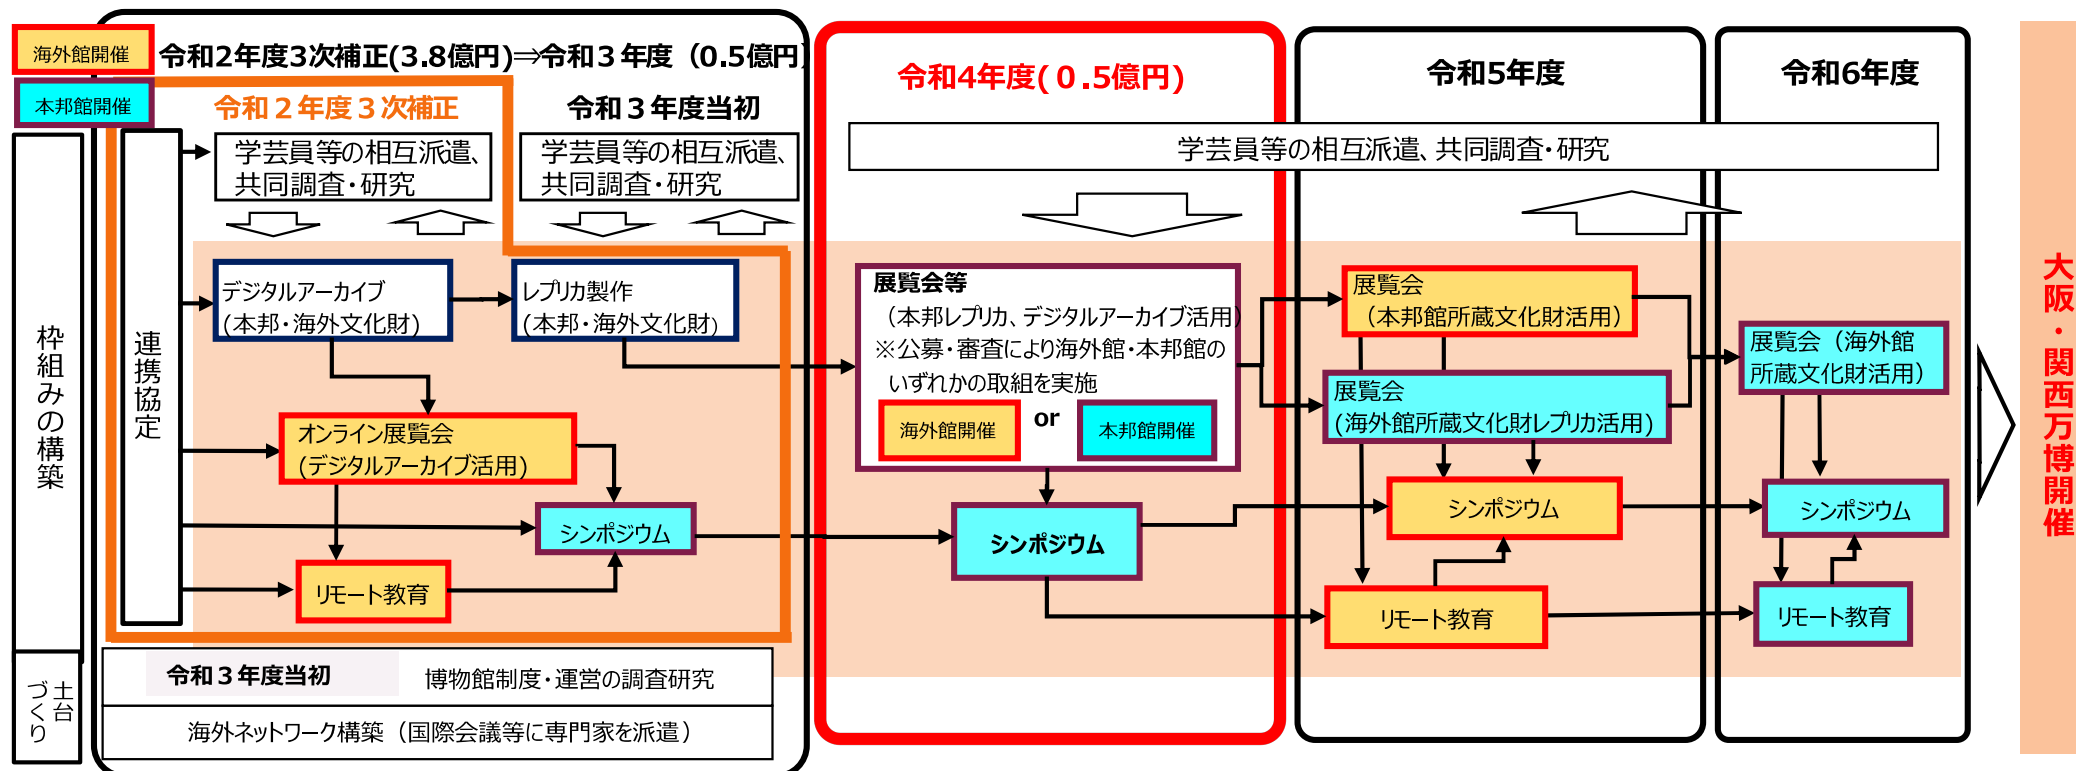 海外館開催
本邦館開催
枠組みの構築
土台
づくり
令和2年度3次補正(3.8億円)⇒令和３年度（0.5億円）
令和２年度３次補正
令和３年度当初
連携協定
学芸員等の相互派遣、
共同調査・研究
学芸員等の相互派遣、
共同調査・研究
デジタルアーカイブ
(本邦・海外文化財)
レプリカ製作
(本邦・海外文化財)
オンライン展覧会
(デジタルアーカイブ活用)
シンポジウム
リモート教育
令和３年度当初
博物館制度・運営の調査研究
海外ネットワーク構築（国際会議等に専門家を派遣）
令和4年度(０.5億円)
令和5年度
令和6年度
学芸員等の相互派遣、共同調査・研究
展覧会等
（本邦レプリカ、デジタルアーカイブ活用）
※公募・審査により海外館・本邦館の
いずれかの取組を実施
海外館開催
or
本邦館開催
シンポジウム
展覧会
（本邦館所蔵文化財活用）
展覧会
(海外館所蔵文化財レプリカ活用)
シンポジウム
リモート教育
展覧会（海外館
所蔵文化財活用）
シンポジウム
リモート教育
大阪・関西万博開催